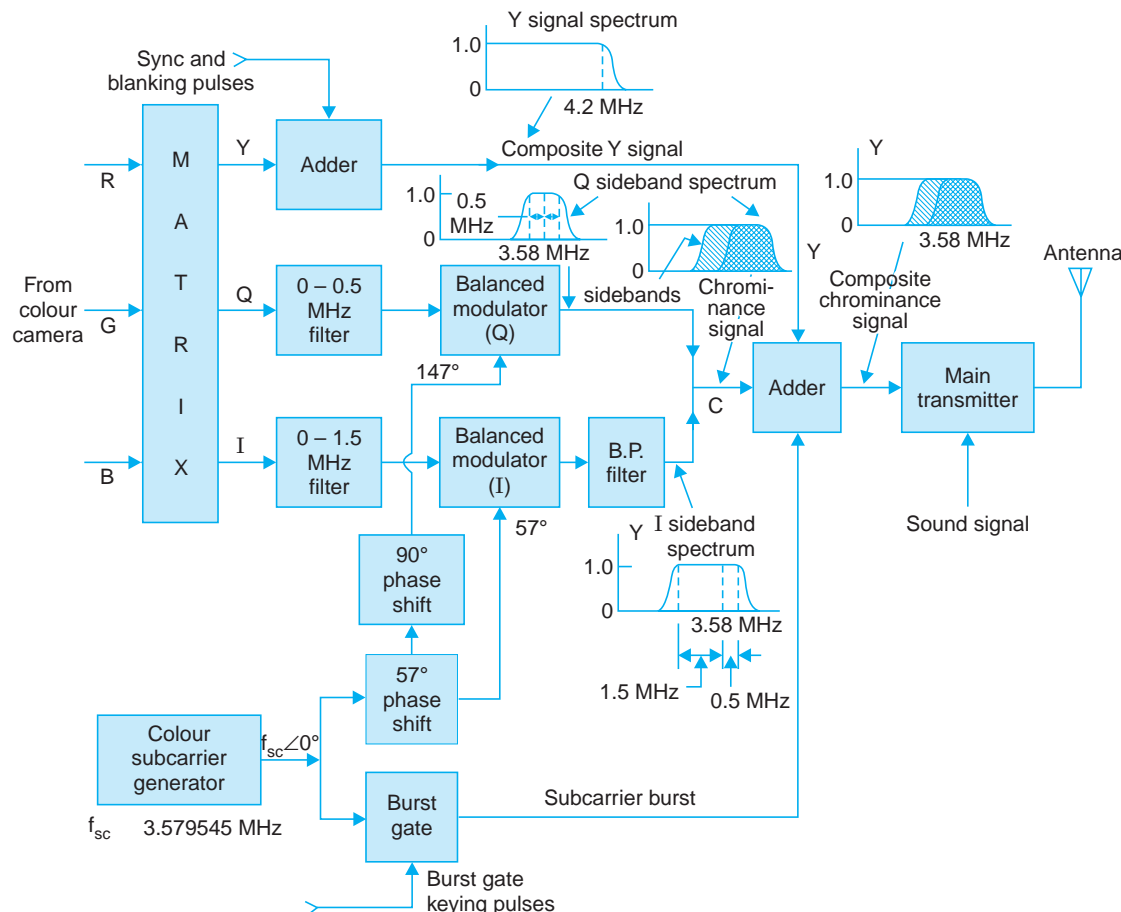 Y signal spectrum
1.0
0
4.2 MHz
Sync and
blanking pulses
M
A
T
R
I
X
R
From
colour
camera
G
B
Y
Adder
Composite Y signal
1.0
0.5
MHz
0
3.58 MHz
Q sideband spectrum
1.0
0
Y
1.0
0
3.58 MHz
Y
Q
0 – 0.5
MHz
filter
Balanced
modulator
(Q)
sidebands
Chromi-
nance
signal
Composite
chrominance
signal
Antenna
147°
C
Adder
Main
transmitter
I
0 – 1.5
MHz
filter
Balanced
modulator
(I)
B.P.
filter
57°
Sound signal
I sideband
spectrum
Y
1.0
0
3.58 MHz
1.5 MHz
0.5 MHz
90°
phase
shift
57°
phase
shift
Colour
subcarrier
generator
fsc∠0°
fsc 3.579545 MHz
Burst
gate
Subcarrier burst
Burst gate
keying pulses